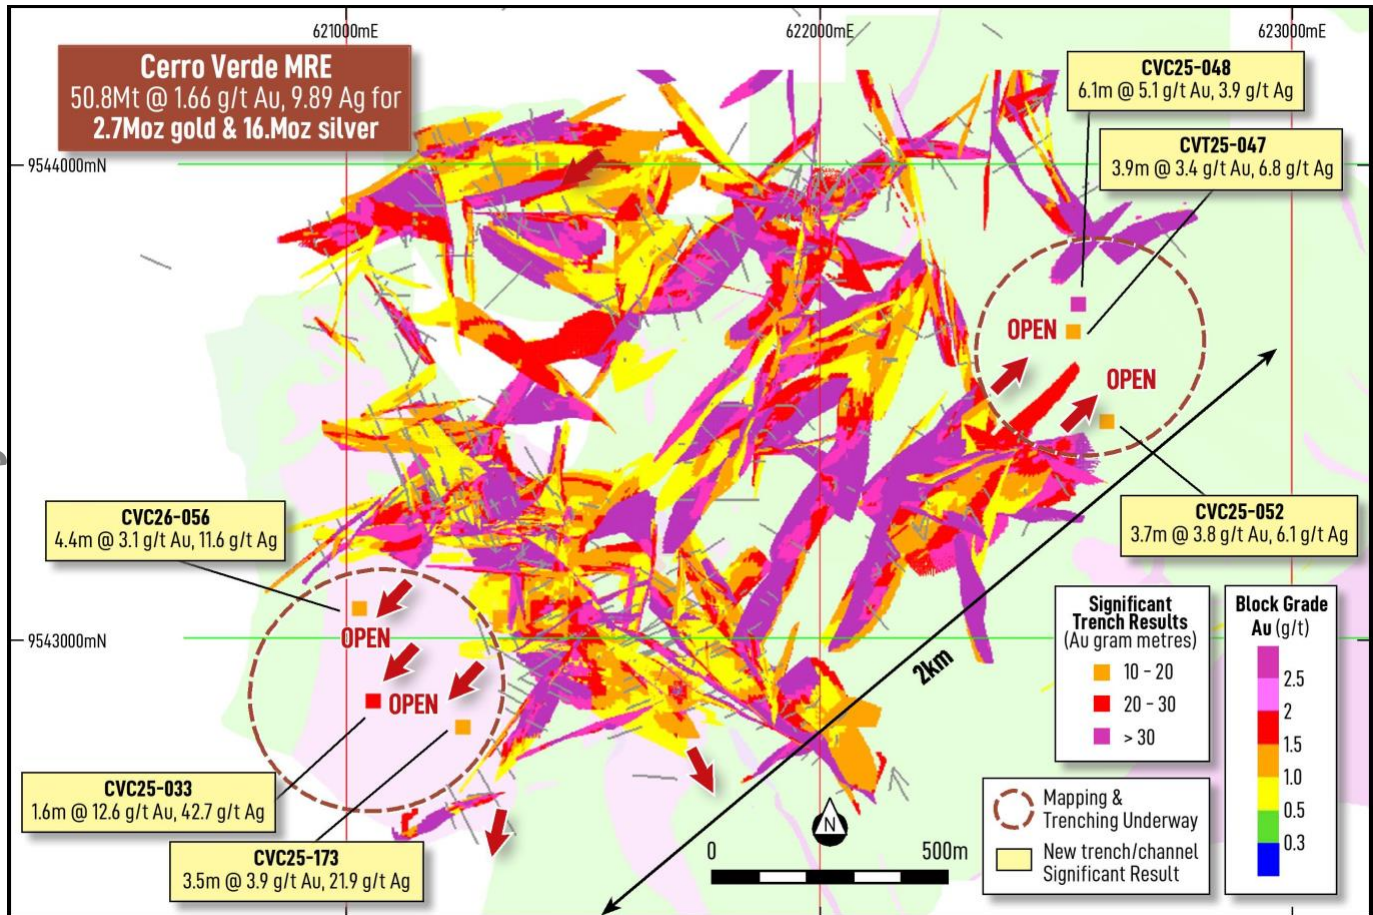 621000mE
622000mE
623000mE
Cerro Verde MRE
50.8Mt @ 1.66 g/t Au, 9.89 Ag for
2.7Moz gold & 16.Moz silver
CVC25-048
6.1m @ 5.1 g/t Au, 3.9 g/t Ag
9544000mN
CVT25-047
3.9m @ 3.4 g/t Au, 6.8 g/t Ag
OPEN
OPEN
CVC26-056
4.4m @ 3.1 g/t Au, 11.6 g/t Ag
CVC25-052
3.7m @ 3.8 g/t Au, 6.1 g/t Ag
9543000mN
OPEN
OPEN
2km
CVC25-033
1.6m @ 12.6 g/t Au, 42.7 g/t Ag
CVC25-173
3.5m @ 3.9 g/t Au, 21.9 g/t Ag
N
0 500m
Significant
Trench Results
(Au gram metres)
10 - 20
20 - 30
> 30
Block Grade
Au (g/t)
2.5
2
1.5
1.0
0.5
0.3
Mapping &
Trenching Underway
New trench/channel
Significant Result